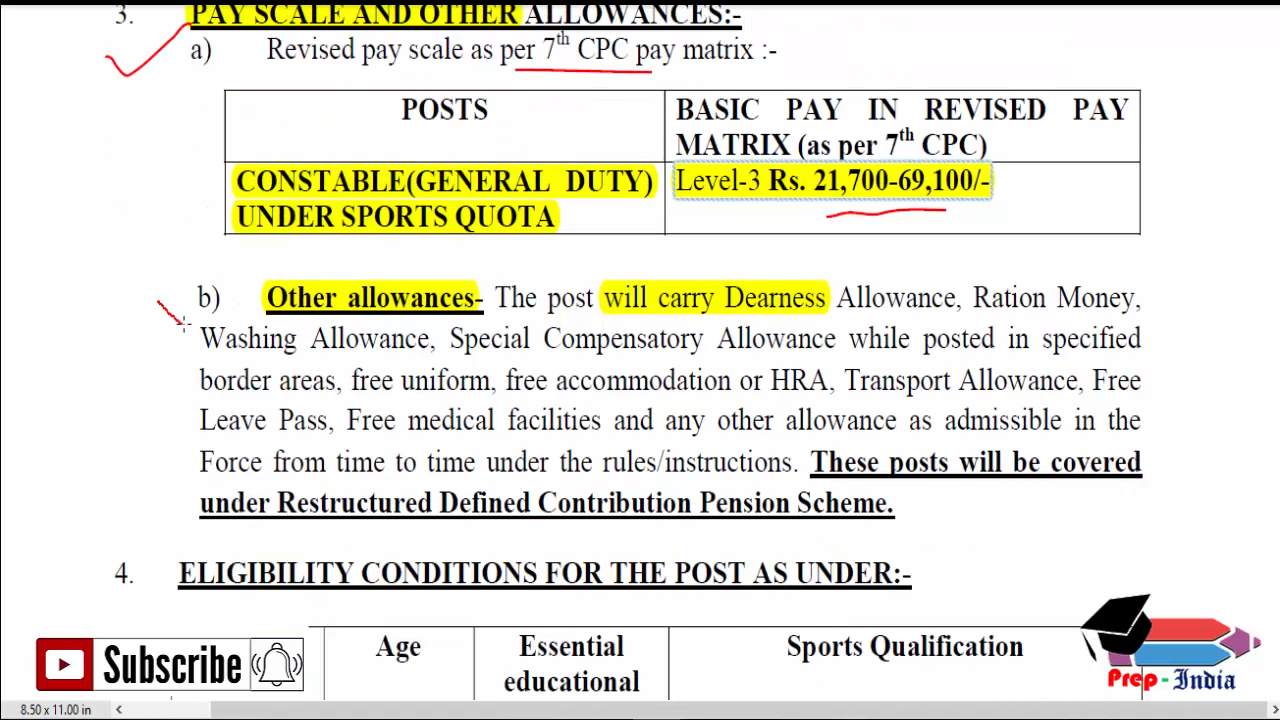 3. PAY SCALE AND OTHER ALLOWANCES:-
a) Revised pay scale as per 7th CPC pay matrix :-
POSTS
BASIC PAY IN REVISED PAY
MATRIX (as per 7th CPC)
CONSTABLE(GENERAL DUTY)
UNDER SPORTS QUOTA
Level-3 Rs. 21,700-69,100/-
b) Other allowances- The post will carry Dearness Allowance, Ration Money,
Washing Allowance, Special Compensatory Allowance while posted in specified
border areas, free uniform, free accommodation or HRA, Transport Allowance, Free
Leave Pass, Free medical facilities and any other allowance as admissible in the
Force from time to time under the rules/instructions. These posts will be covered
under Restructured Defined Contribution Pension Scheme.
4. ELIGIBILITY CONDITIONS FOR THE POST AS UNDER:-
Age
Essential
educational
Sports Qualification
Subscribe
Prep-India
8.50 x 11.00 in